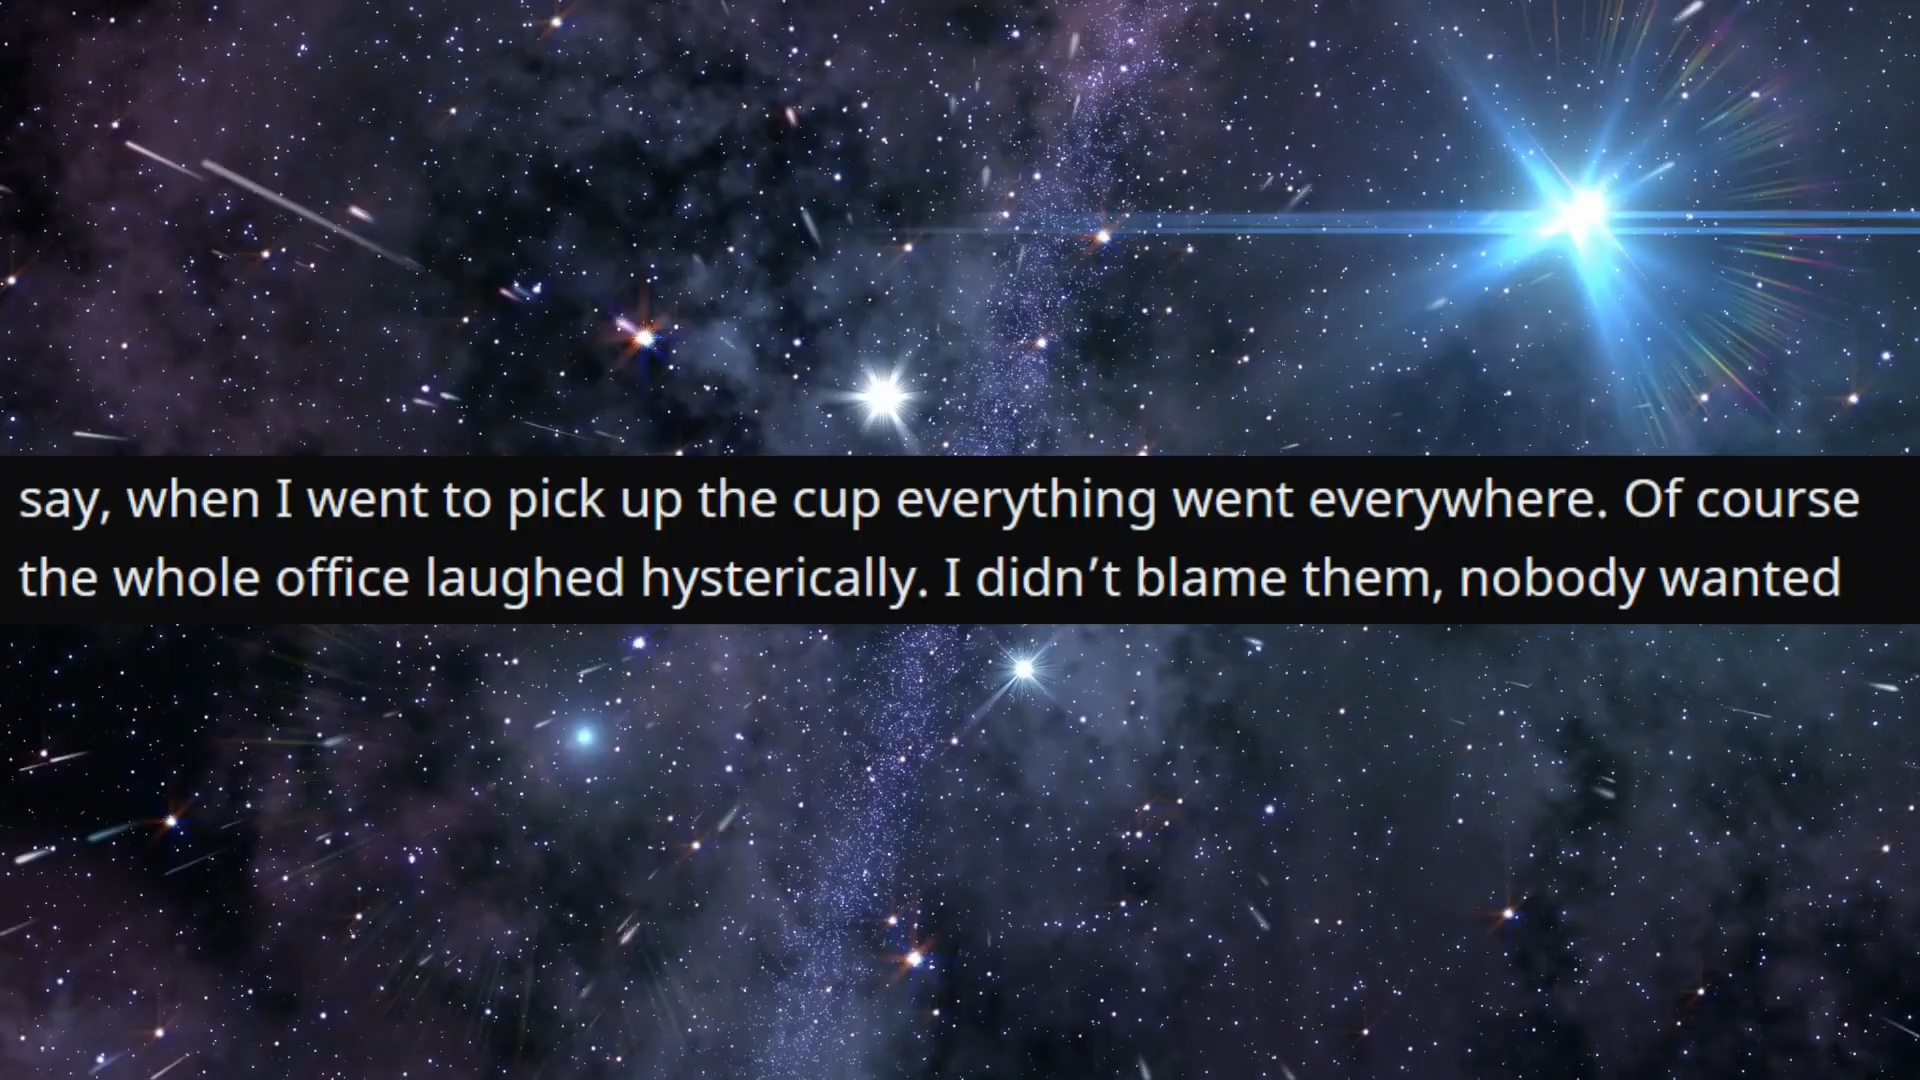 say, when I went to pick up the cup everything went everywhere. Of course
the whole office laughed hysterically. I didn’t blame them, nobody wanted